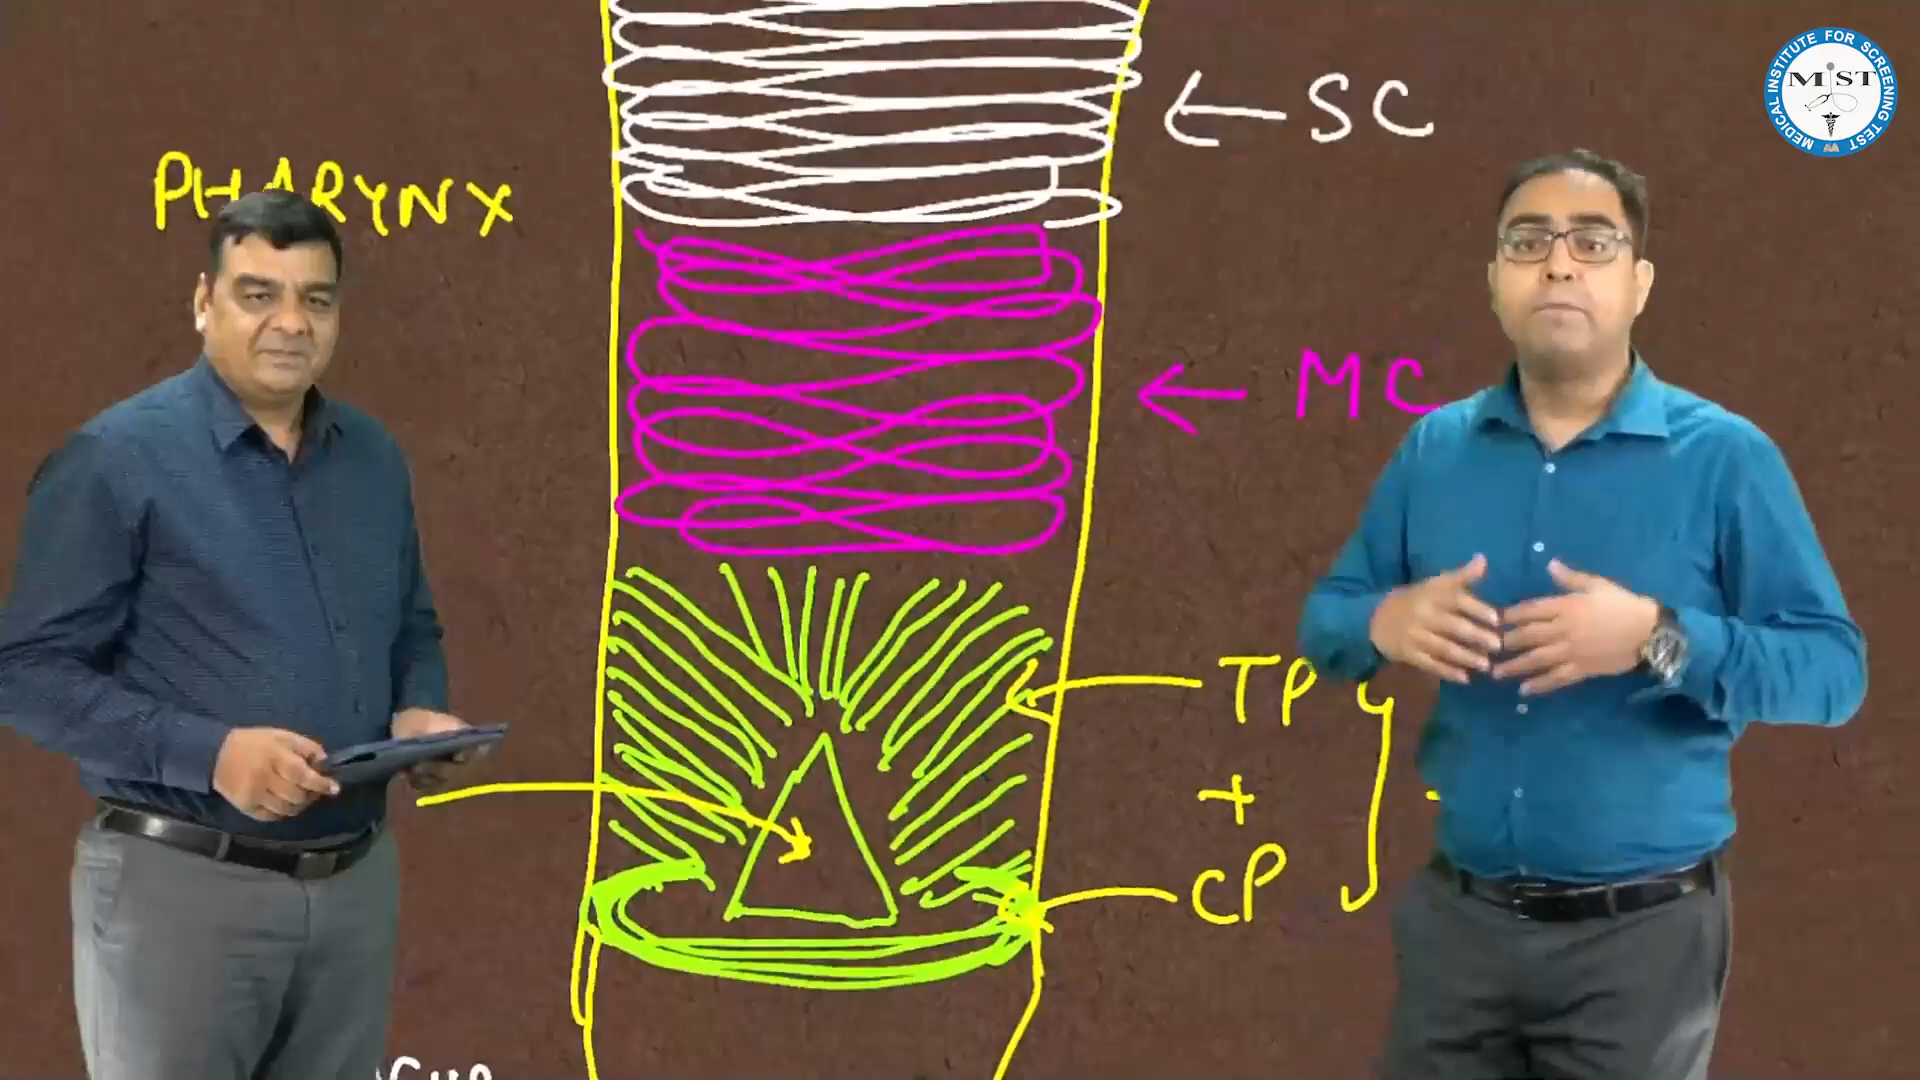 MEDICAL INSTITUTE FOR SCREENING TEST
MIST
← SC
PHARYNX
← MC
TP
+
CP